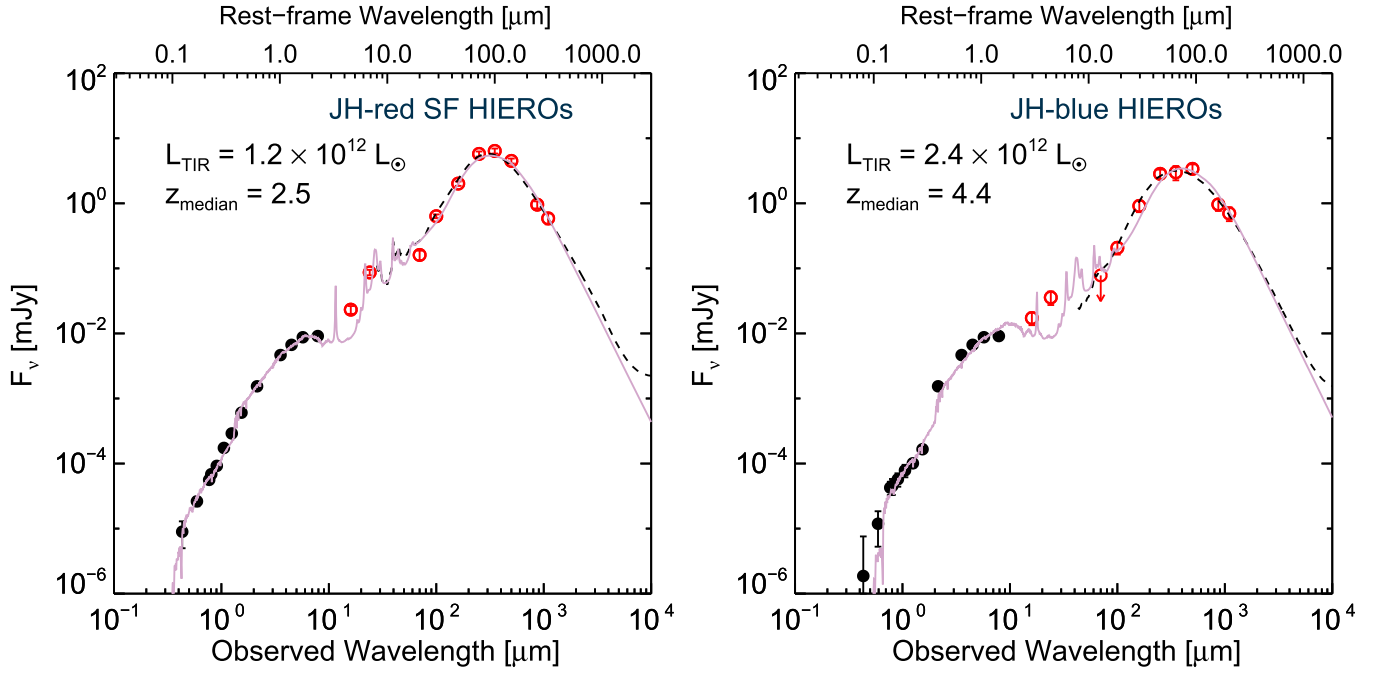 Rest−frame Wavelength [μm]
0.1 1.0 10.0 100.0 1000.0
10² 10⁰ 10⁻² 10⁻⁴ 10⁻⁶
F_ν [mJy]
JH-red SF HIEROs
L_TIR = 1.2 × 10¹² L_⊙
z_median = 2.5
10⁻¹ 10⁰ 10¹ 10² 10³ 10⁴
Observed Wavelength [μm]
Rest−frame Wavelength [μm]
0.1 1.0 10.0 100.0 1000.0
10² 10⁰ 10⁻² 10⁻⁴ 10⁻⁶
F_ν [mJy]
JH-blue HIEROs
L_TIR = 2.4 × 10¹² L_⊙
z_median = 4.4
10⁻¹ 10⁰ 10¹ 10² 10³ 10⁴
Observed Wavelength [μm]